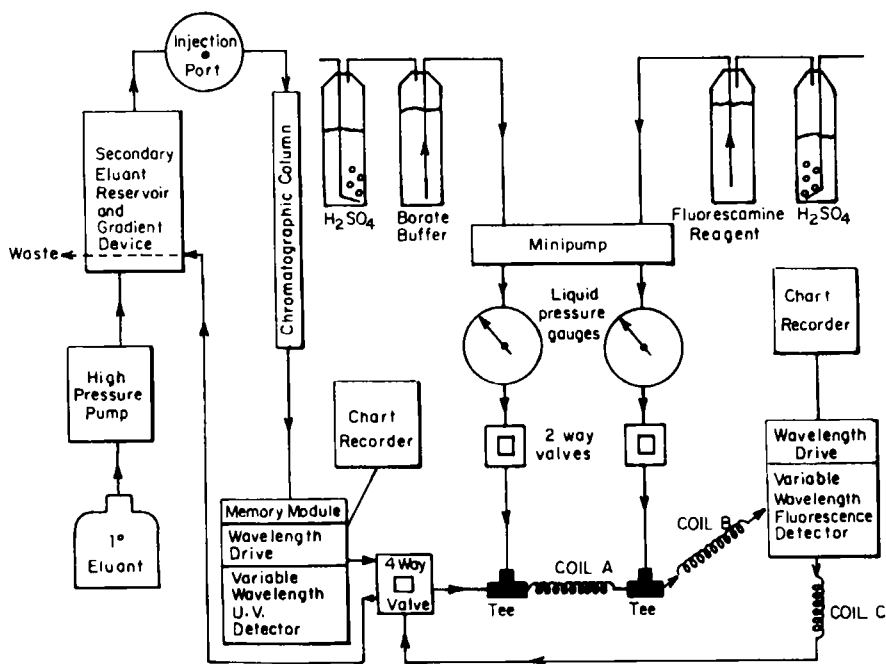 Injection
Port
Secondary
Eluant
Reservoir
and
Gradient
Device
Waste
High
Pressure
Pump
1°
Eluant
Chromatographic Column
H2SO4
Borate
Buffer
Fluorescamine
Reagent
H2SO4
Minipump
Liquid
pressure
gauges
2 way
valves
Chart
Recorder
Chart
Recorder
Memory Module
Wavelength
Drive
Variable
Wavelength
U.V.
Detector
4 Way
Valve
Tee
COIL A
Tee
COIL B
Wavelength
Drive
Variable
Wavelength
Fluorescence
Detector
COIL C